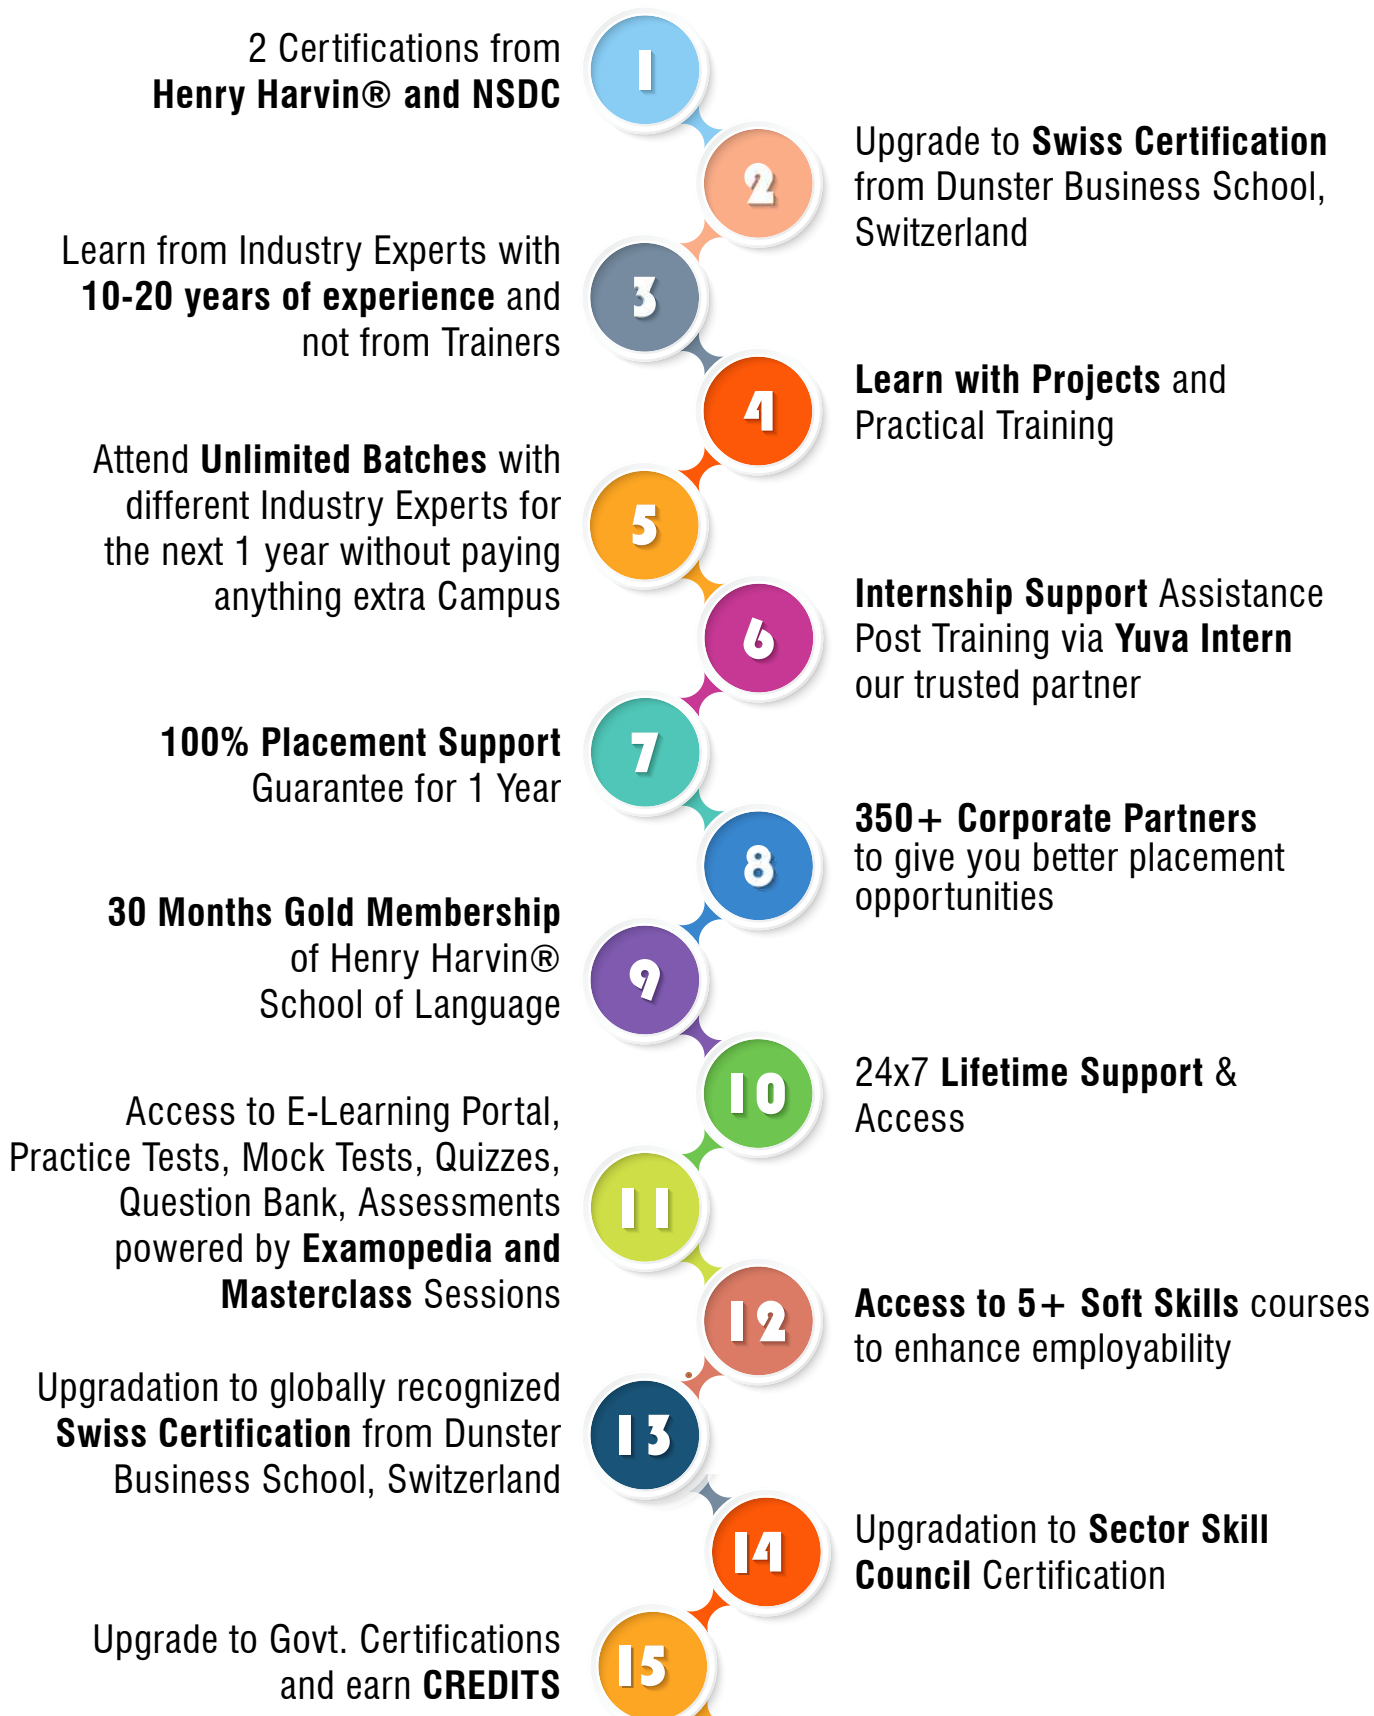 1
2 Certifications from
Henry Harvin® and NSDC
2
Upgrade to Swiss Certification
from Dunster Business School,
Switzerland
3
Learn from Industry Experts with
10-20 years of experience and
not from Trainers
4
Learn with Projects and
Practical Training
5
Attend Unlimited Batches with
different Industry Experts for
the next 1 year without paying
anything extra Campus
6
Internship Support Assistance
Post Training via Yuva Intern
our trusted partner
7
100% Placement Support
Guarantee for 1 Year
8
350+ Corporate Partners
to give you better placement
opportunities
9
30 Months Gold Membership
of Henry Harvin®
School of Language
10
24x7 Lifetime Support &
Access
11
Access to E-Learning Portal,
Practice Tests, Mock Tests, Quizzes,
Question Bank, Assessments
powered by Examopedia and
Masterclass Sessions
12
Access to 5+ Soft Skills courses
to enhance employability
13
Upgradation to globally recognized
Swiss Certification from Dunster
Business School, Switzerland
14
Upgradation to Sector Skill
Council Certification
15
Upgrade to Govt. Certifications
and earn CREDITS